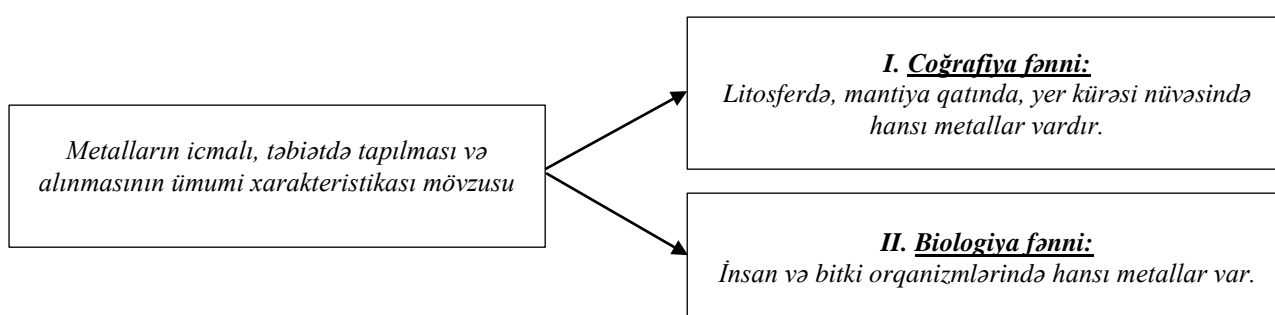 Metalların icmalı, təbiətdə tapılması və
alınmasının ümumi xarakteristikası mövzusu
I. Coğrafiya fənni:
Litosferdə, mantiya qatında, yer kürəsi nüvəsində
hansı metallar vardır.
II. Biologiya fənni:
İnsan və bitki orqanizmlərində hansı metallar var.